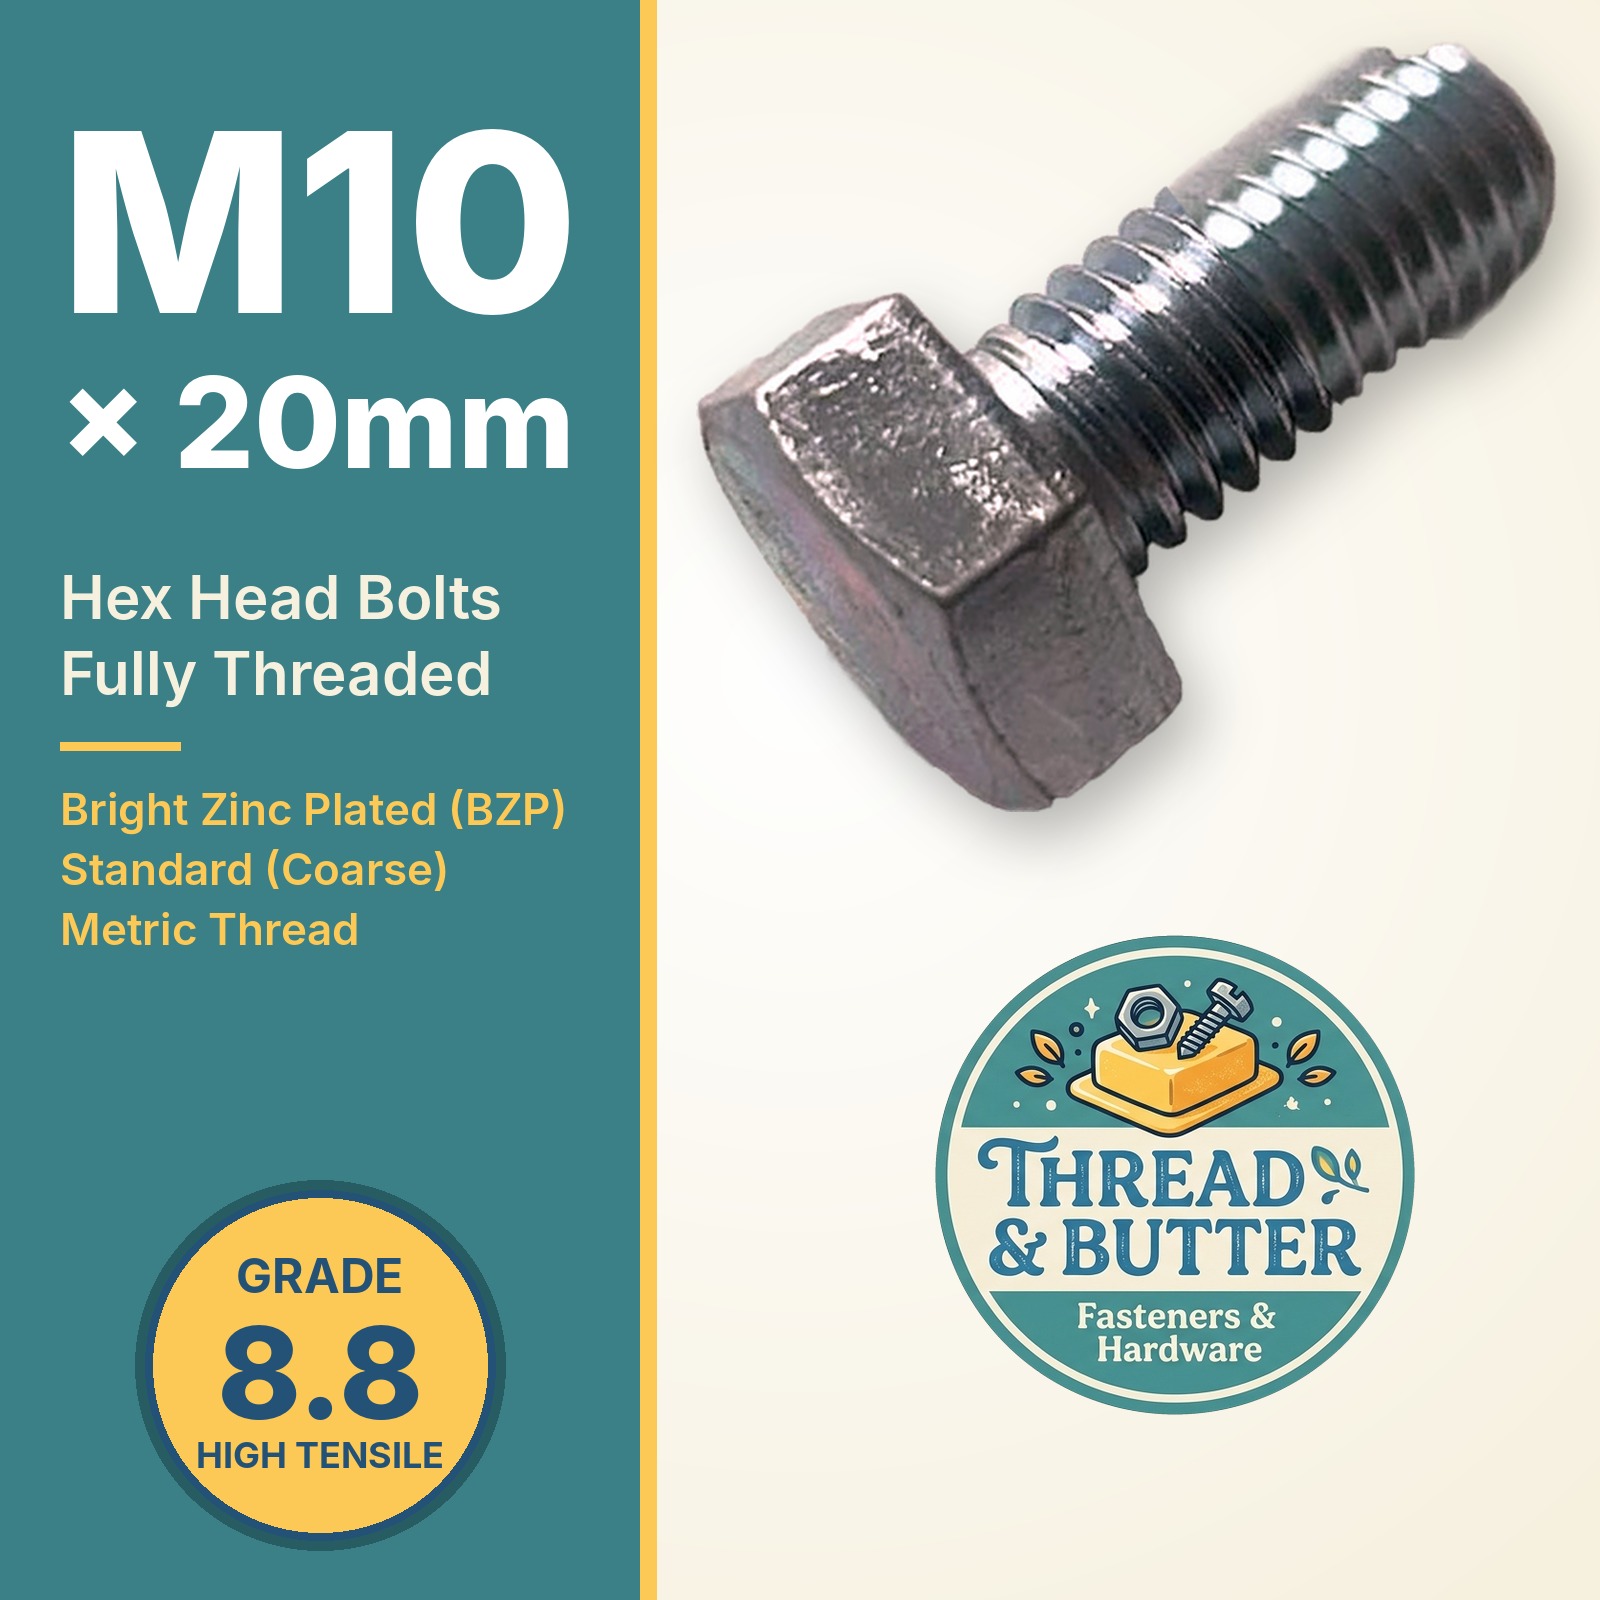 M10
× 20mm
Hex Head Bolts
Fully Threaded
Bright Zinc Plated (BZP)
Standard (Coarse)
Metric Thread
GRADE
8.8
HIGH TENSILE
THREAD
& BUTTER
Fasteners &
Hardware